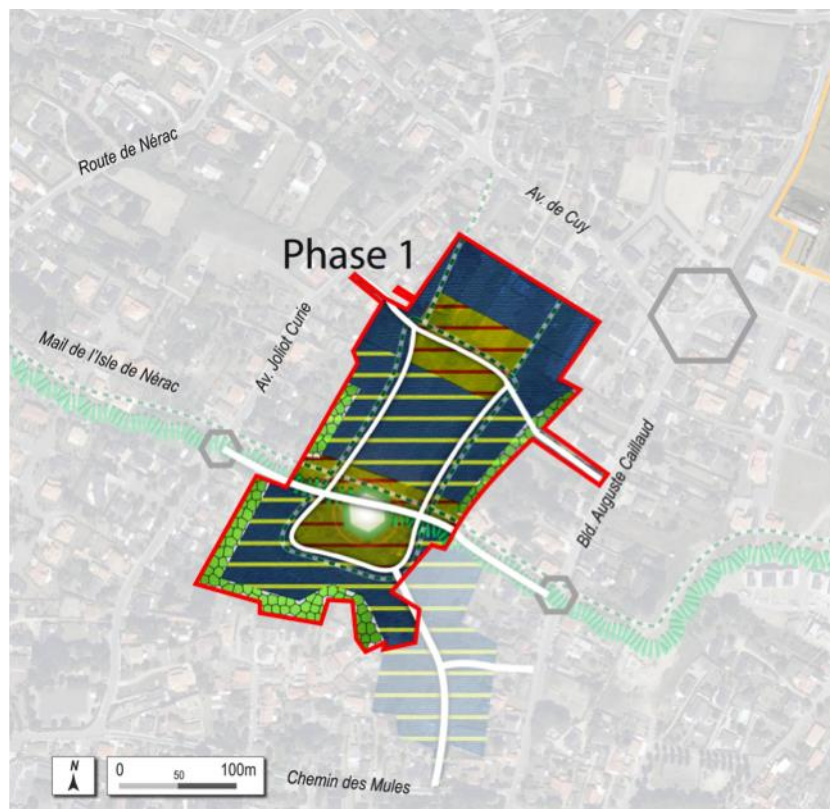 Route de Nérac
Av. de Cuy
Phase 1
Av. Joliot Curie
Mail de l'Isle de Nérac
Bld. Auguste Caillaud
N
0 50 100m
Chemin des Mules